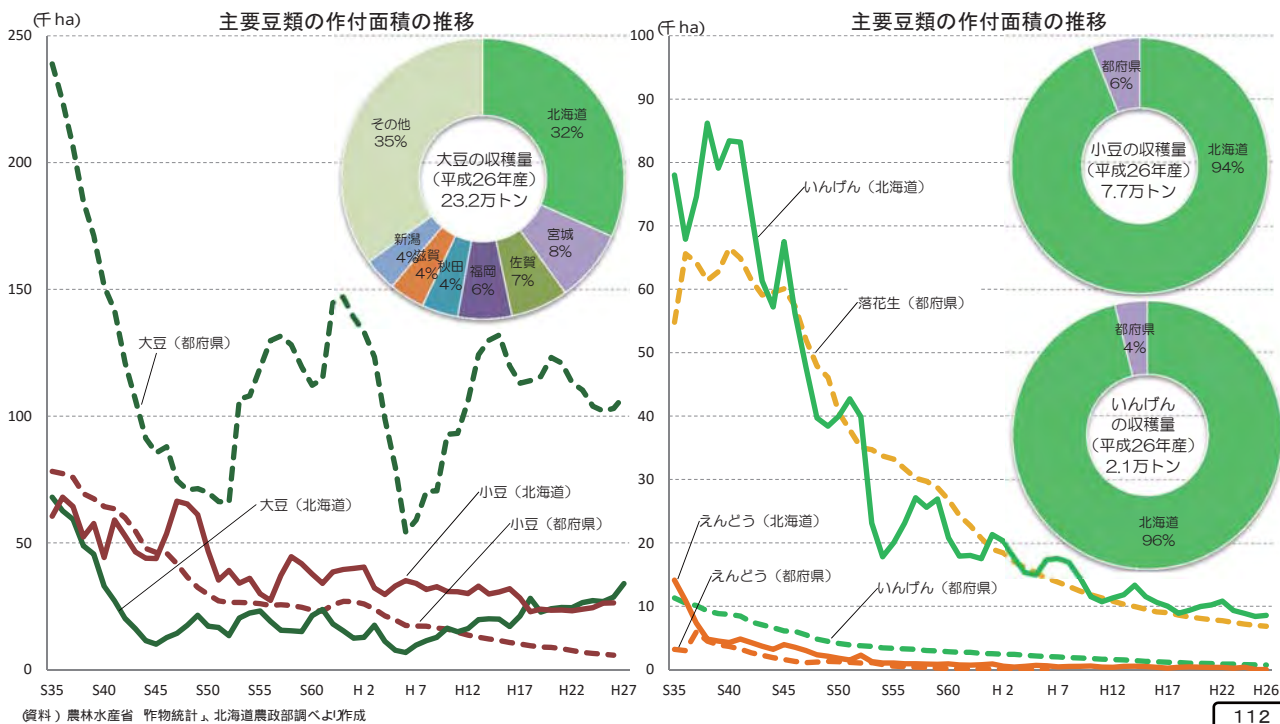 主要豆類の作付面積の推移
(千 ha)
250
200
150
100
50
0
S35
S40
S45
S50
S55
S60
H 2
H 7
H12
H17
H22
H27
大豆（都府県）
大豆（北海道）
小豆（北海道）
小豆（都府県）
大豆の収穫量
（平成26年産）
23.2万トン
北海道
32%
宮城
8%
佐賀
7%
福岡
6%
秋田
4%
滋賀
4%
新潟
4%
その他
35%
主要豆類の作付面積の推移
(千 ha)
100
90
80
70
60
50
40
30
20
10
0
S35
S40
S45
S50
S55
S60
H 2
H 7
H12
H17
H22
H26
いんげん（北海道）
落花生（都府県）
えんどう（北海道）
えんどう（都府県）
いんげん（都府県）
小豆の収穫量
（平成26年産）
7.7万トン
都府県
6%
北海道
94%
いんげん
の収穫量
（平成26年産）
2.1万トン
都府県
4%
北海道
96%
（資料）農林水産省「作物統計」、北海道農政部調べより作成
112